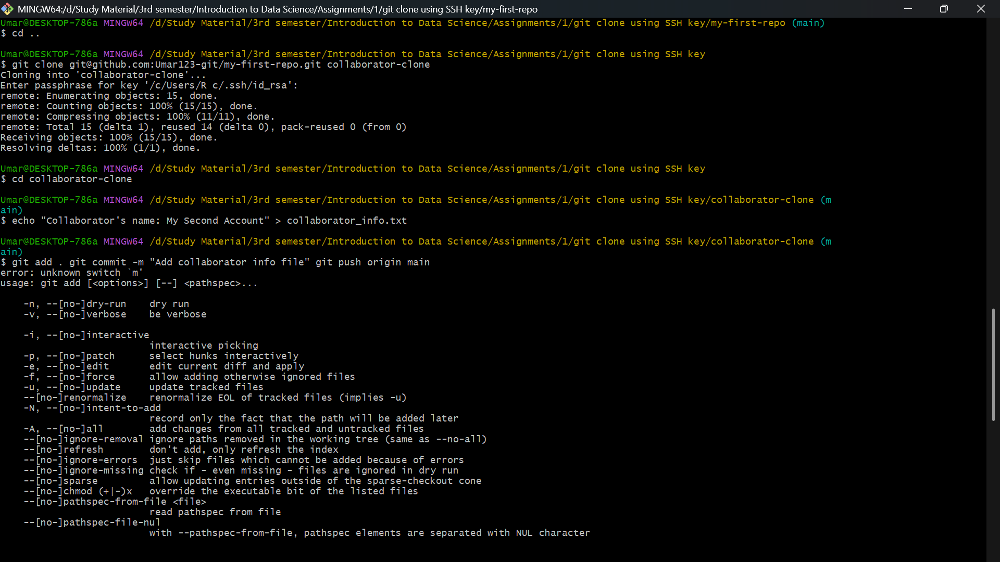 MINGW64:/d/Study Material/3rd semester/Introduction to Data Science/Assignments/1/git clone using SSH key/my-first-repo
Umar@DESKTOP-786a MINGW64 /d/Study Material/3rd semester/Introduction to Data Science/Assignments/1/git clone using SSH key/my-first-repo (main)
$ cd ..
Umar@DESKTOP-786a MINGW64 /d/Study Material/3rd semester/Introduction to Data Science/Assignments/1/git clone using SSH key
$ git clone git@github.com:Umar123-git/my-first-repo.git collaborator-clone
Cloning into 'collaborator-clone'...
Enter passphrase for key '/c/Users/R c/.ssh/id_rsa':
remote: Enumerating objects: 15, done.
remote: Counting objects: 100% (15/15), done.
remote: Compressing objects: 100% (11/11), done.
remote: Total 15 (delta 1), reused 14 (delta 0), pack-reused 0 (from 0)
Receiving objects: 100% (15/15), done.
Resolving deltas: 100% (1/1), done.
Umar@DESKTOP-786a MINGW64 /d/Study Material/3rd semester/Introduction to Data Science/Assignments/1/git clone using SSH key
$ cd collaborator-clone
Umar@DESKTOP-786a MINGW64 /d/Study Material/3rd semester/Introduction to Data Science/Assignments/1/git clone using SSH key/collaborator-clone (m
ain)
$ echo "Collaborator's name: My Second Account" > collaborator_info.txt
Umar@DESKTOP-786a MINGW64 /d/Study Material/3rd semester/Introduction to Data Science/Assignments/1/git clone using SSH key/collaborator-clone (m
ain)
$ git add . git commit -m "Add collaborator info file" git push origin main
error: unknown switch `m'
usage: git add [<options>] [--] <pathspec>...
-n, --[no-]dry-run dry run
-v, --[no-]verbose be verbose
-i, --[no-]interactive
interactive picking
-p, --[no-]patch select hunks interactively
-e, --[no-]edit edit current diff and apply
-f, --[no-]force allow adding otherwise ignored files
-u, --[no-]update update tracked files
--[no-]renormalize renormalize EOL of tracked files (implies -u)
-N, --[no-]intent-to-add
record only the fact that the path will be added later
-A, --[no-]all add changes from all tracked and untracked files
--[no-]ignore-removal ignore paths removed in the working tree (same as --no-all)
--[no-]refresh don't add, only refresh the index
--[no-]ignore-errors just skip files which cannot be added because of errors
--[no-]ignore-missing check if - even missing - files are ignored in dry run
--[no-]sparse allow updating entries outside of the sparse-checkout cone
--[no-]chmod (+|-)x override the executable bit of the listed files
--[no-]pathspec-from-file <file>
read pathspec from file
--[no-]pathspec-file-nul
with --pathspec-from-file, pathspec elements are separated with NUL character